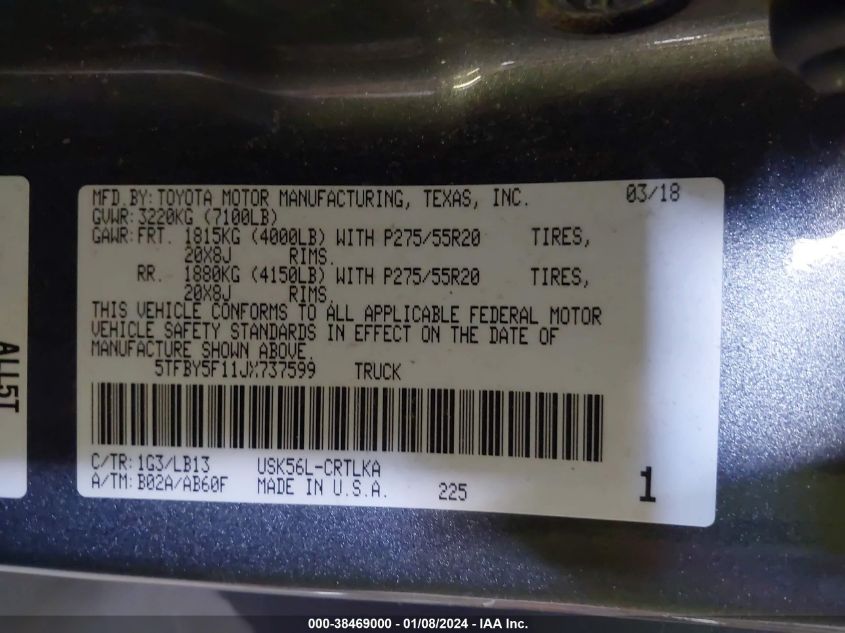 MFD.BY:TOYOTA MOTOR MANUFACTURING, TEXAS, INC. 03/18
GVWR:3220KG (7100LB)
GAWR:FRT. 1815KG (4000LB) WITH P275/55R20 TIRES,
20X8J RIMS.
RR. 1880KG (4150LB) WITH P275/55R20 TIRES,
20X8J RIMS.
THIS VEHICLE CONFORMS TO ALL APPLICABLE FEDERAL MOTOR
VEHICLE SAFETY STANDARDS IN EFFECT ON THE DATE OF
MANUFACTURE SHOWN ABOVE.
5TFBY5F11JX737599 TRUCK
C/TR:1G3/LB13 USK56L-CRTLKA
A/TM:B02A/AB60F MADE IN U.S.A. 225 1
ALL5T
000-38469000 — 01/08/2024 — IAA Inc.